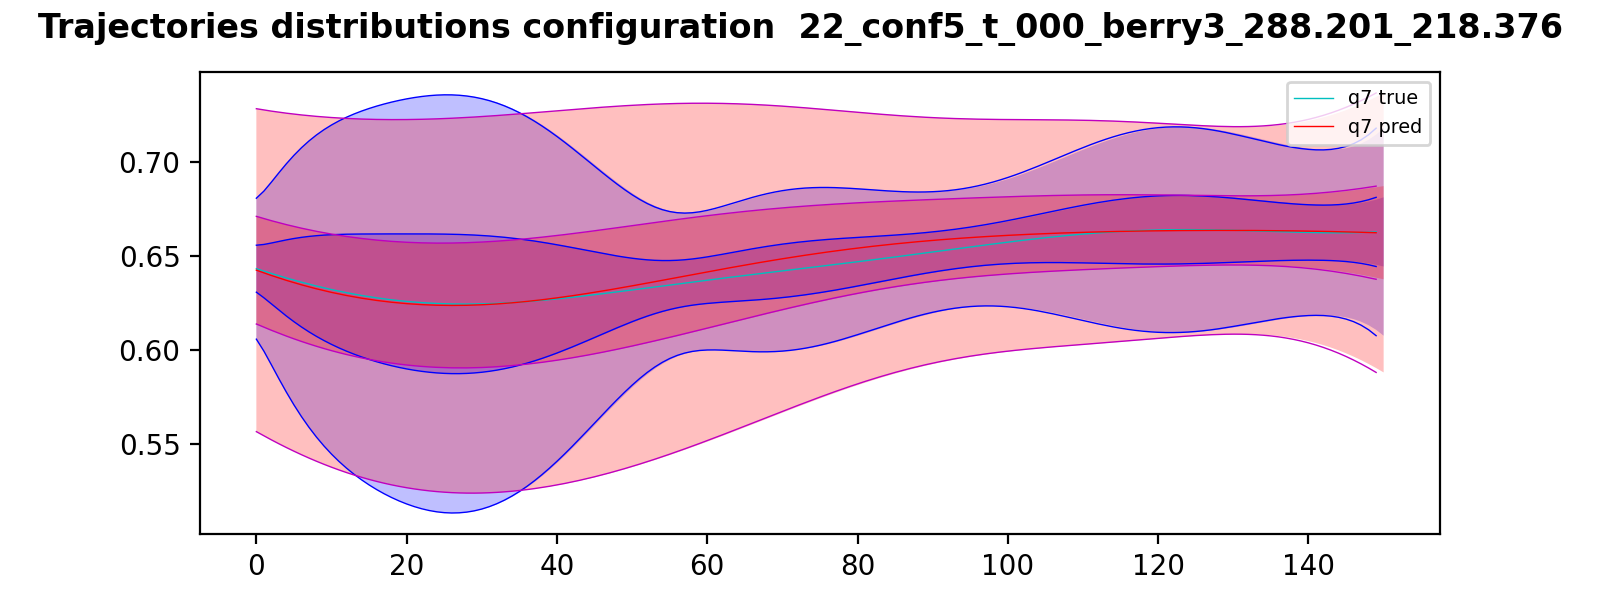 Trajectories distributions configuration  22_conf5_t_000_berry3_288.201_218.376
q7 true
q7 pred
0.70
0.65
0.60
0.55
0 20 40 60 80 100 120 140